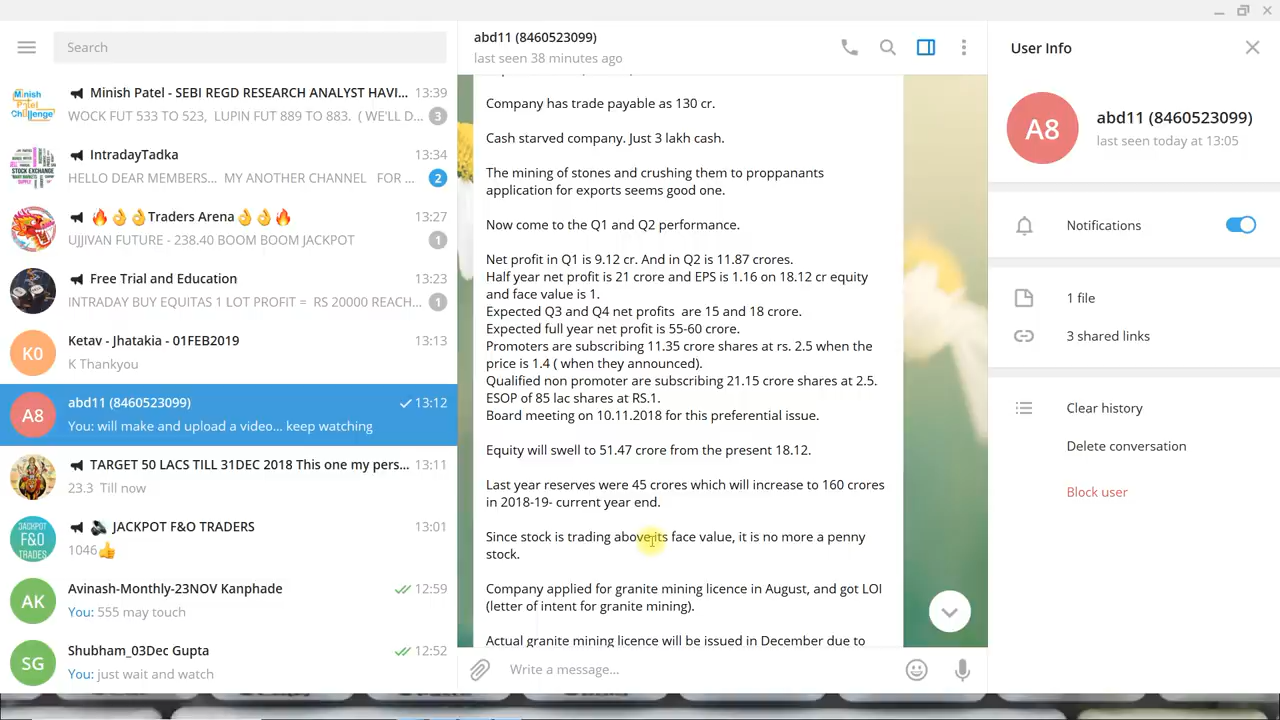 Search
Minish Patel - SEBI REGD RESEARCH ANALYST HAVI... 13:39
WOCK FUT 533 TO 523, LUPIN FUT 889 TO 883. ( WE'LL D... 3
Minish
Patel
Challenge
IntradayTadka 13:34
HELLO DEAR MEMBERS... MY ANOTHER CHANNEL FOR ... 2
STOCK EXCHANGE
🔥👌👌Traders Arena👌👌🔥 13:27
UJJIVAN FUTURE - 238.40 BOOM BOOM JACKPOT 1
Free Trial and Education 13:23
INTRADAY BUY EQUITAS 1 LOT PROFIT = RS 20000 REACH... 1
K0
Ketav - Jhatakia - 01FEB2019 13:13
K Thankyou
A8
abd11 (8460523099) 13:12
You: will make and upload a video... keep watching
TARGET 50 LACS TILL 31DEC 2018 This one my pers... 13:11
23.3 Till now
JACKPOT
F&O
TRADES
JACKPOT F&O TRADERS 13:01
1046👍
AK
Avinash-Monthly-23NOV Kanphade 12:59
You: 555 may touch
SG
Shubham_03Dec Gupta 12:52
You: just wait and watch
abd11 (8460523099)
last seen 38 minutes ago
Company has trade payable as 130 cr.
Cash starved company. Just 3 lakh cash.
The mining of stones and crushing them to proppanants
application for exports seems good one.
Now come to the Q1 and Q2 performance.
Net profit in Q1 is 9.12 cr. And in Q2 is 11.87 crores.
Half year net profit is 21 crore and EPS is 1.16 on 18.12 cr equity
and face value is 1.
Expected Q3 and Q4 net profits are 15 and 18 crore.
Expected full year net profit is 55-60 crore.
Promoters are subscribing 11.35 crore shares at rs. 2.5 when the
price is 1.4 ( when they announced).
Qualified non promoter are subscribing 21.15 crore shares at 2.5.
ESOP of 85 lac shares at RS.1.
Board meeting on 10.11.2018 for this preferential issue.
Equity will swell to 51.47 crore from the present 18.12.
Last year reserves were 45 crores which will increase to 160 crores
in 2018-19- current year end.
Since stock is trading above its face value, it is no more a penny
stock.
Company applied for granite mining licence in August, and got LOI
(letter of intent for granite mining).
Actual granite mining licence will be issued in December due to
Write a message...
User Info
A8
abd11 (8460523099)
last seen today at 13:05
Notifications
1 file
3 shared links
Clear history
Delete conversation
Block user